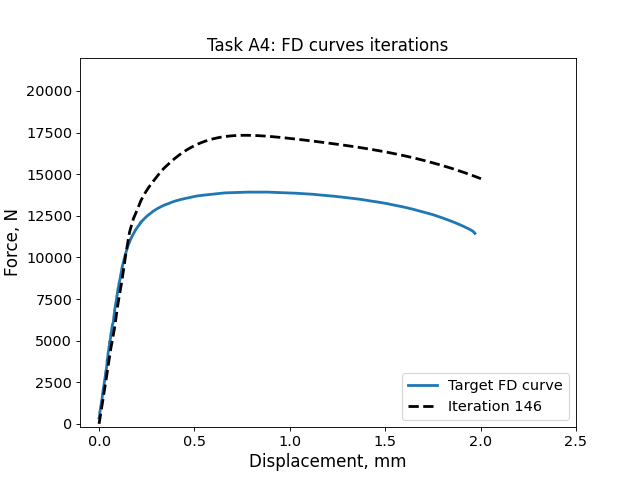 Task A4: FD curves iterations
20000
17500
15000
12500
10000
7500
5000
2500
0
Force, N
0.0 0.5 1.0 1.5 2.0 2.5
Displacement, mm
Target FD curve
Iteration 146